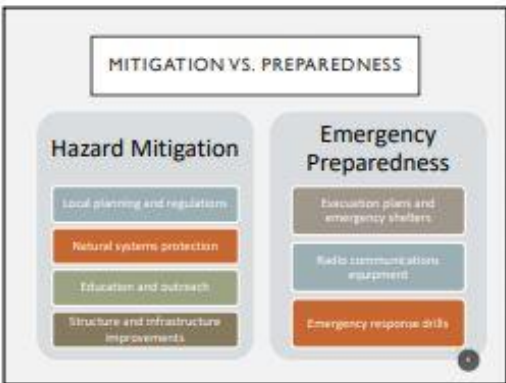 MITIGATION VS. PREPAREDNESS
Hazard Mitigation
Local planning and regulations
Natural systems protection
Education and outreach
Structure and infrastructure
improvements
Emergency
Preparedness
Evacuation plans and
emergency shelters
Radio communications
equipment
Emergency response drills